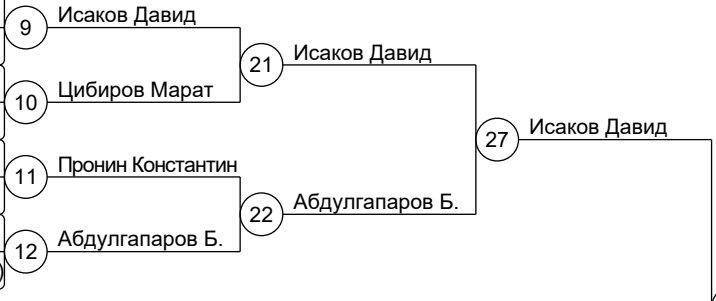 9 Исаков Давид
21 Исаков Давид
10 Цибиров Марат
27 Исаков Давид
11 Пронин Константин
22 Абдулгапаров Б.
12 Абдулгапаров Б.